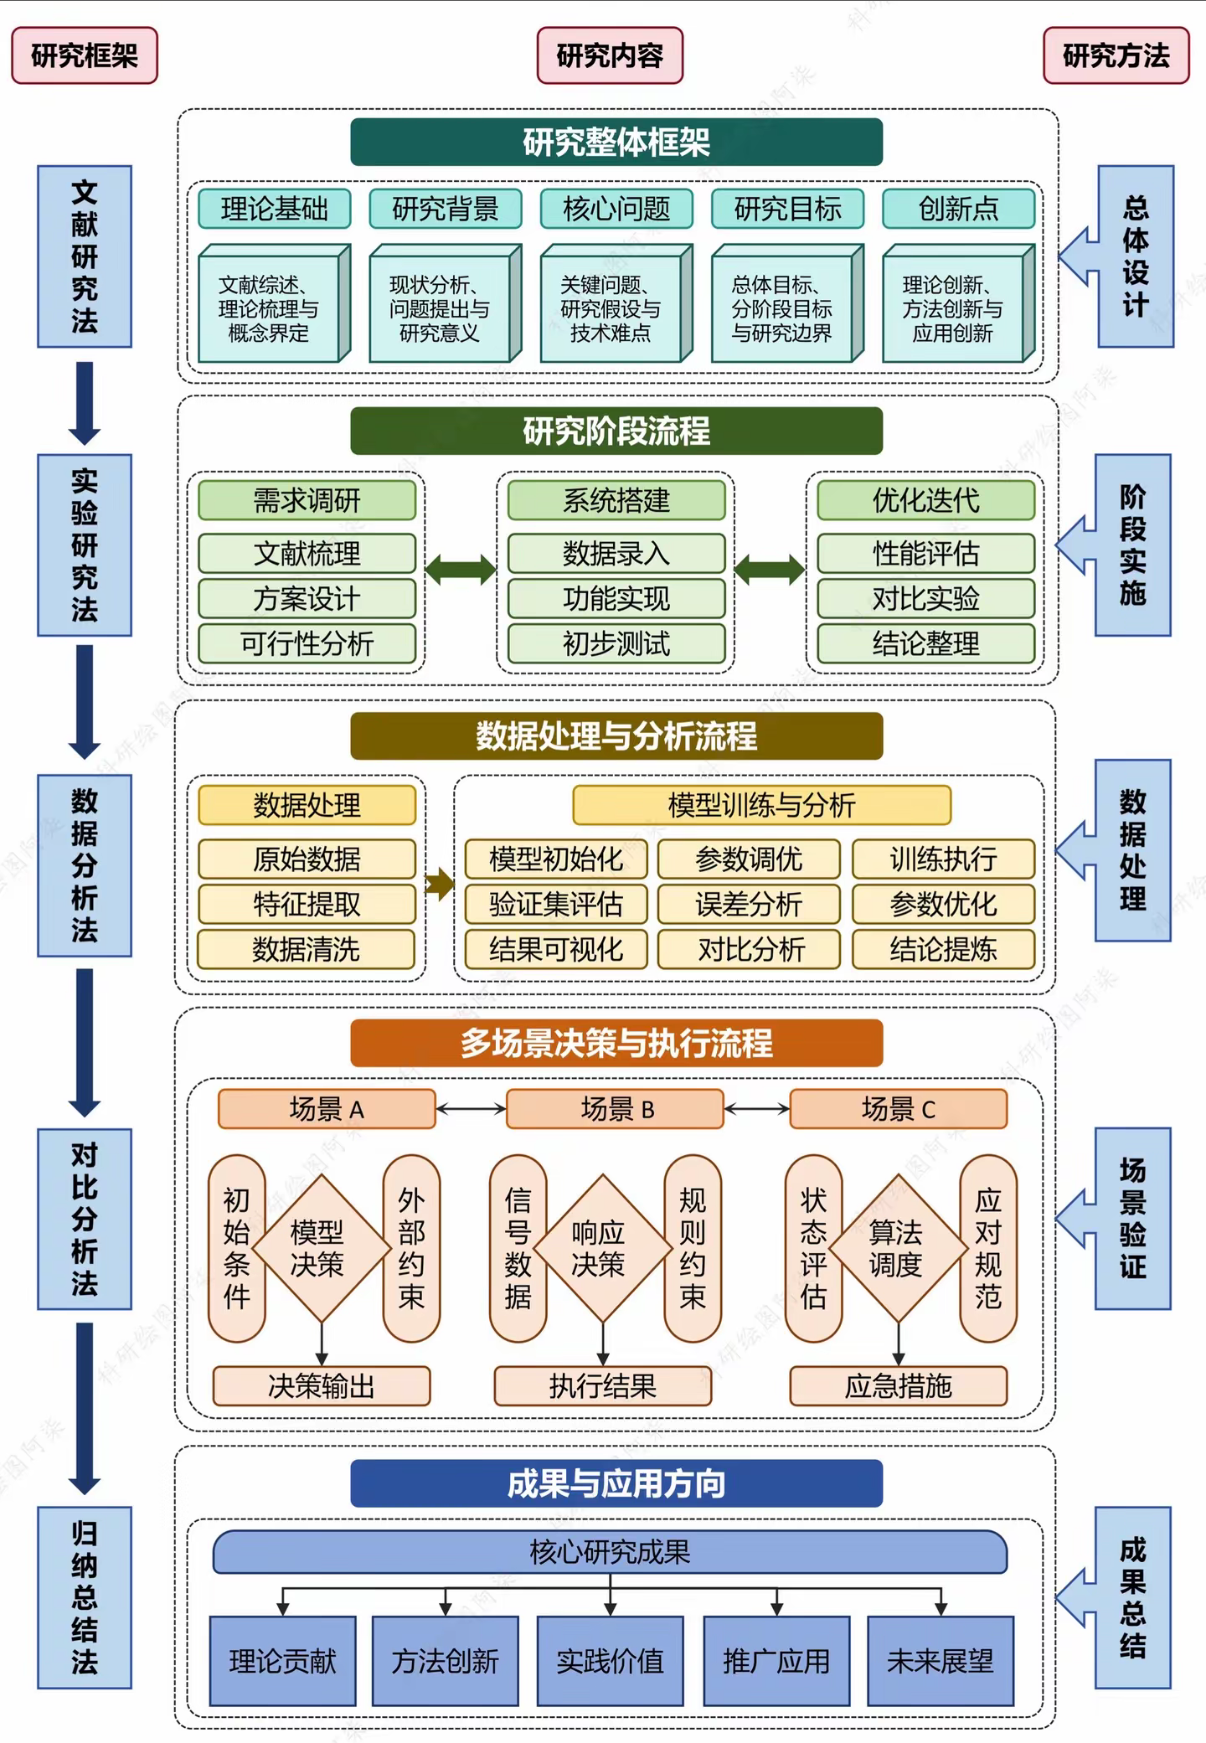 研究框架
研究内容
研究方法
文献研究法
研究整体框架
理论基础
研究背景
核心问题
研究目标
创新点
文献综述、
理论梳理与
概念界定
现状分析、
问题提出与
研究意义
关键问题、
研究假设与
技术难点
总体目标、
分阶段目标
与研究边界
理论创新、
方法创新与
应用创新
总体设计
实验研究法
研究阶段流程
需求调研
文献梳理
方案设计
可行性分析
系统搭建
数据录入
功能实现
初步测试
优化迭代
性能评估
对比实验
结论整理
阶段实施
数据分析法
数据处理与分析流程
数据处理
原始数据
特征提取
数据清洗
模型训练与分析
模型初始化
参数调优
训练执行
验证集评估
误差分析
参数优化
结果可视化
对比分析
结论提炼
数据处理
对比分析法
多场景决策与执行流程
场景 A
场景 B
场景 C
初始条件
模型
决策
外部约束
信号数据
响应
决策
规则约束
状态评估
算法
调度
应对规范
决策输出
执行结果
应急措施
场景验证
归纳总结法
成果与应用方向
核心研究成果
理论贡献
方法创新
实践价值
推广应用
未来展望
成果总结
科研绘图阿柒